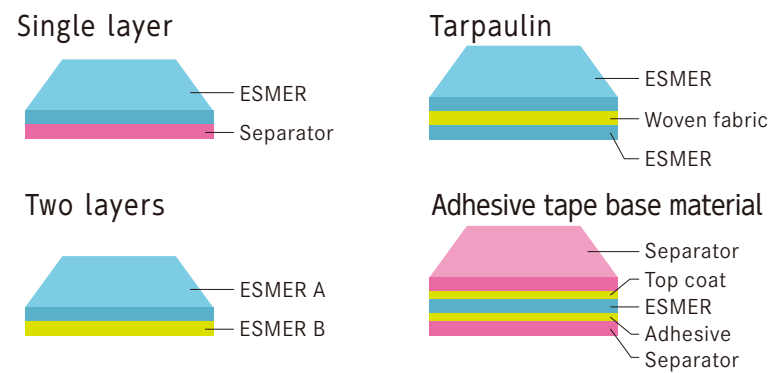 Single layer
ESMER
Separator
Tarpaulin
ESMER
Woven fabric
ESMER
Two layers
ESMER A
ESMER B
Adhesive tape base material
Separator
Top coat
ESMER
Adhesive
Separator